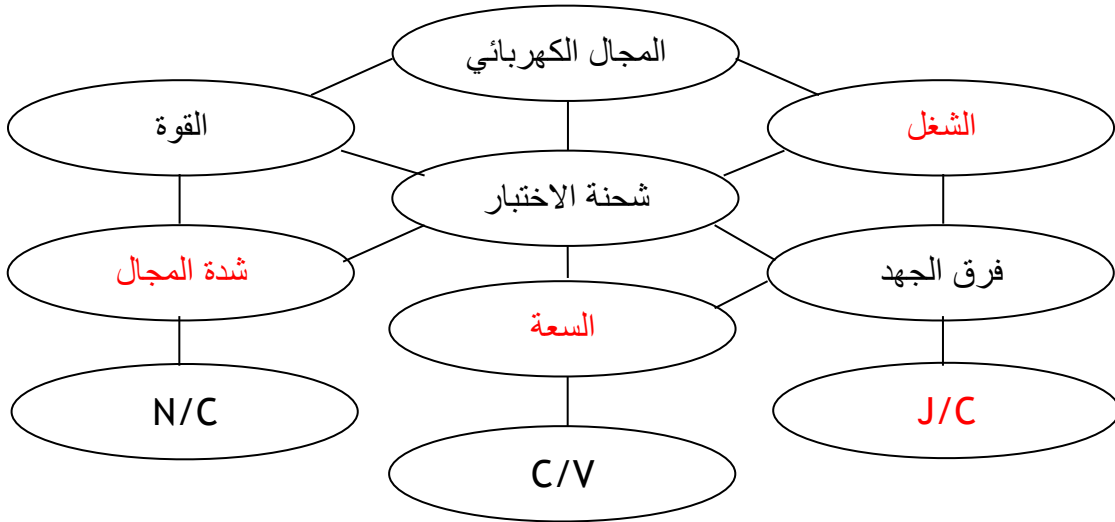 المجال الكهربائي
القوة
الشغل
شحنة الاختبار
شدة المجال
فرق الجهد
السعة
N/C
J/C
C/V